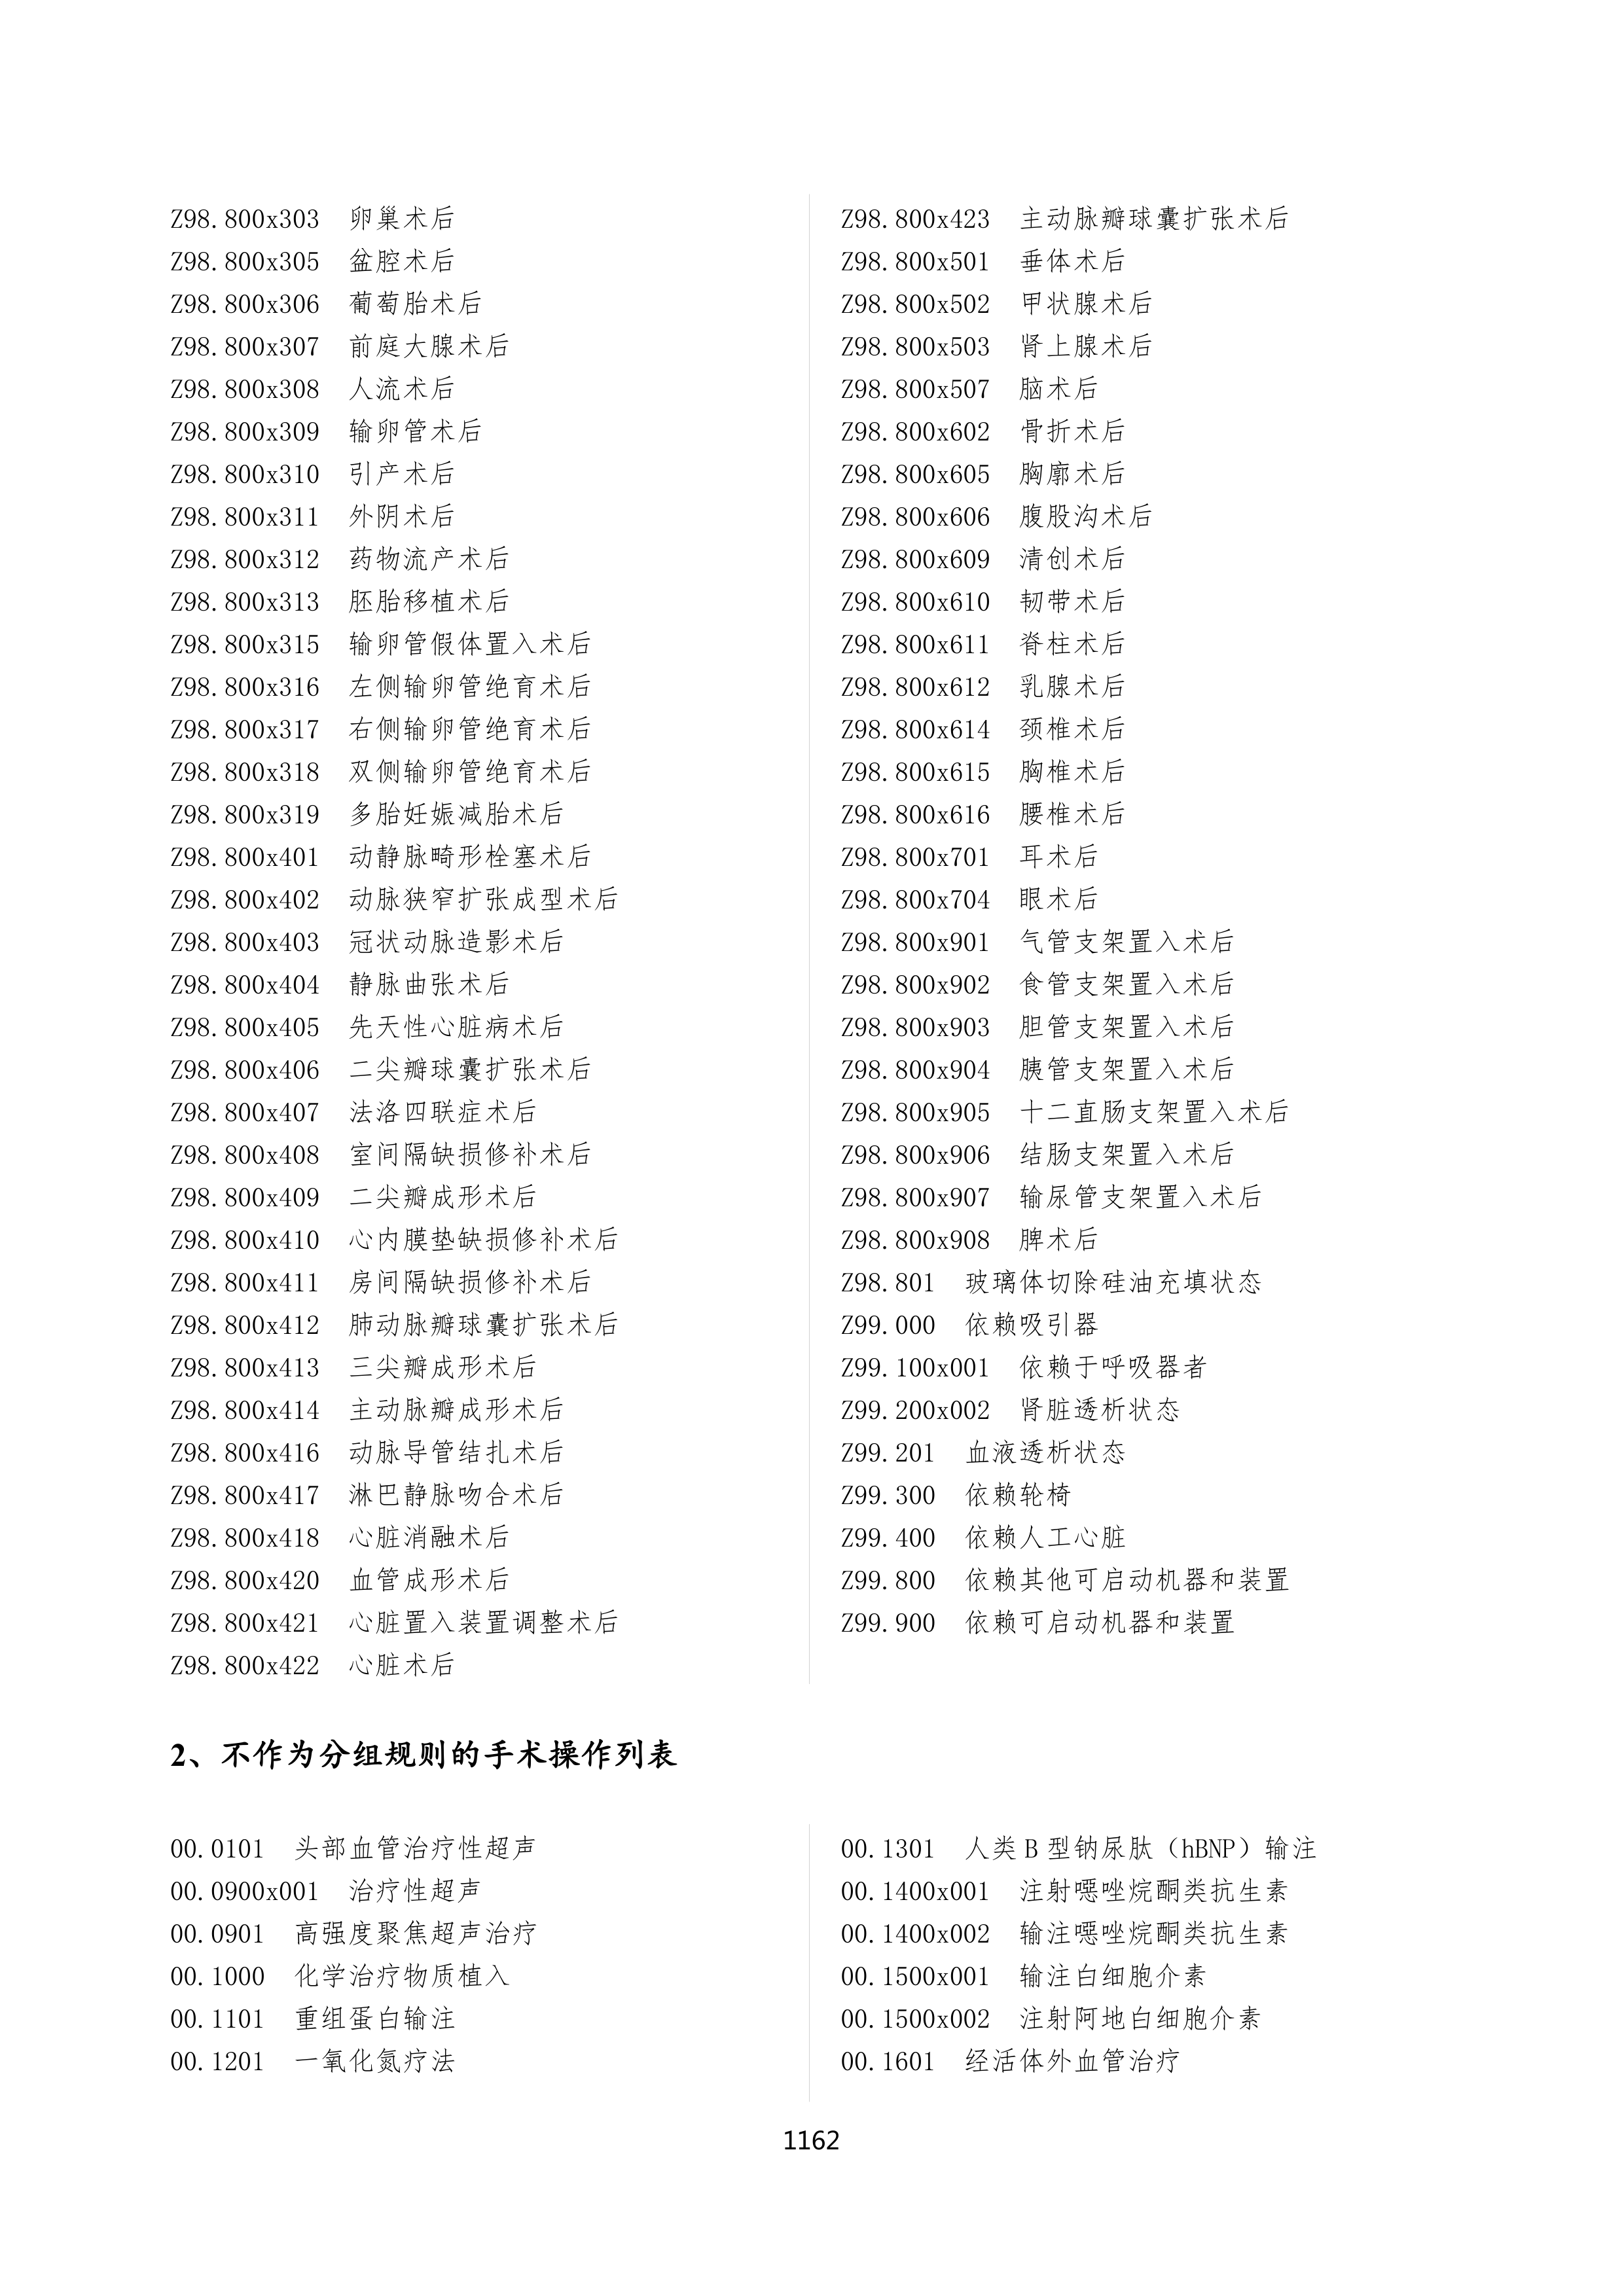 Z98.800x303 卵巢术后
Z98.800x305 盆腔术后
Z98.800x306 葡萄胎术后
Z98.800x307 前庭大腺术后
Z98.800x308 人流术后
Z98.800x309 输卵管术后
Z98.800x310 引产术后
Z98.800x311 外阴术后
Z98.800x312 药物流产术后
Z98.800x313 胚胎移植术后
Z98.800x315 输卵管假体置入术后
Z98.800x316 左侧输卵管绝育术后
Z98.800x317 右侧输卵管绝育术后
Z98.800x318 双侧输卵管绝育术后
Z98.800x319 多胎妊娠减胎术后
Z98.800x401 动静脉畸形栓塞术后
Z98.800x402 动脉狭窄扩张成型术后
Z98.800x403 冠状动脉造影术后
Z98.800x404 静脉曲张术后
Z98.800x405 先天性心脏病术后
Z98.800x406 二尖瓣球囊扩张术后
Z98.800x407 法洛四联症术后
Z98.800x408 室间隔缺损修补术后
Z98.800x409 二尖瓣成形术后
Z98.800x410 心内膜垫缺损修补术后
Z98.800x411 房间隔缺损修补术后
Z98.800x412 肺动脉瓣球囊扩张术后
Z98.800x413 三尖瓣成形术后
Z98.800x414 主动脉瓣成形术后
Z98.800x416 动脉导管结扎术后
Z98.800x417 淋巴静脉吻合术后
Z98.800x418 心脏消融术后
Z98.800x420 血管成形术后
Z98.800x421 心脏置入装置调整术后
Z98.800x422 心脏术后
Z98.800x423 主动脉瓣球囊扩张术后
Z98.800x501 垂体术后
Z98.800x502 甲状腺术后
Z98.800x503 肾上腺术后
Z98.800x507 脑术后
Z98.800x602 骨折术后
Z98.800x605 胸廓术后
Z98.800x606 腹股沟术后
Z98.800x609 清创术后
Z98.800x610 韧带术后
Z98.800x611 脊柱术后
Z98.800x612 乳腺术后
Z98.800x614 颈椎术后
Z98.800x615 胸椎术后
Z98.800x616 腰椎术后
Z98.800x701 耳术后
Z98.800x704 眼术后
Z98.800x901 气管支架置入术后
Z98.800x902 食管支架置入术后
Z98.800x903 胆管支架置入术后
Z98.800x904 胰管支架置入术后
Z98.800x905 十二直肠支架置入术后
Z98.800x906 结肠支架置入术后
Z98.800x907 输尿管支架置入术后
Z98.800x908 脾术后
Z98.801 玻璃体切除硅油充填状态
Z99.000 依赖吸引器
Z99.100x001 依赖于呼吸器者
Z99.200x002 肾脏透析状态
Z99.201 血液透析状态
Z99.300 依赖轮椅
Z99.400 依赖人工心脏
Z99.800 依赖其他可启动机器和装置
Z99.900 依赖可启动机器和装置
2、不作为分组规则的手术操作列表
00.0101 头部血管治疗性超声
00.0900x001 治疗性超声
00.0901 高强度聚焦超声治疗
00.1000 化学治疗物质植入
00.1101 重组蛋白输注
00.1201 一氧化氮疗法
00.1301 人类 B 型钠尿肽（hBNP）输注
00.1400x001 注射噁唑烷酮类抗生素
00.1400x002 输注噁唑烷酮类抗生素
00.1500x001 输注白细胞介素
00.1500x002 注射阿地白细胞介素
00.1601 经活体外血管治疗
1162